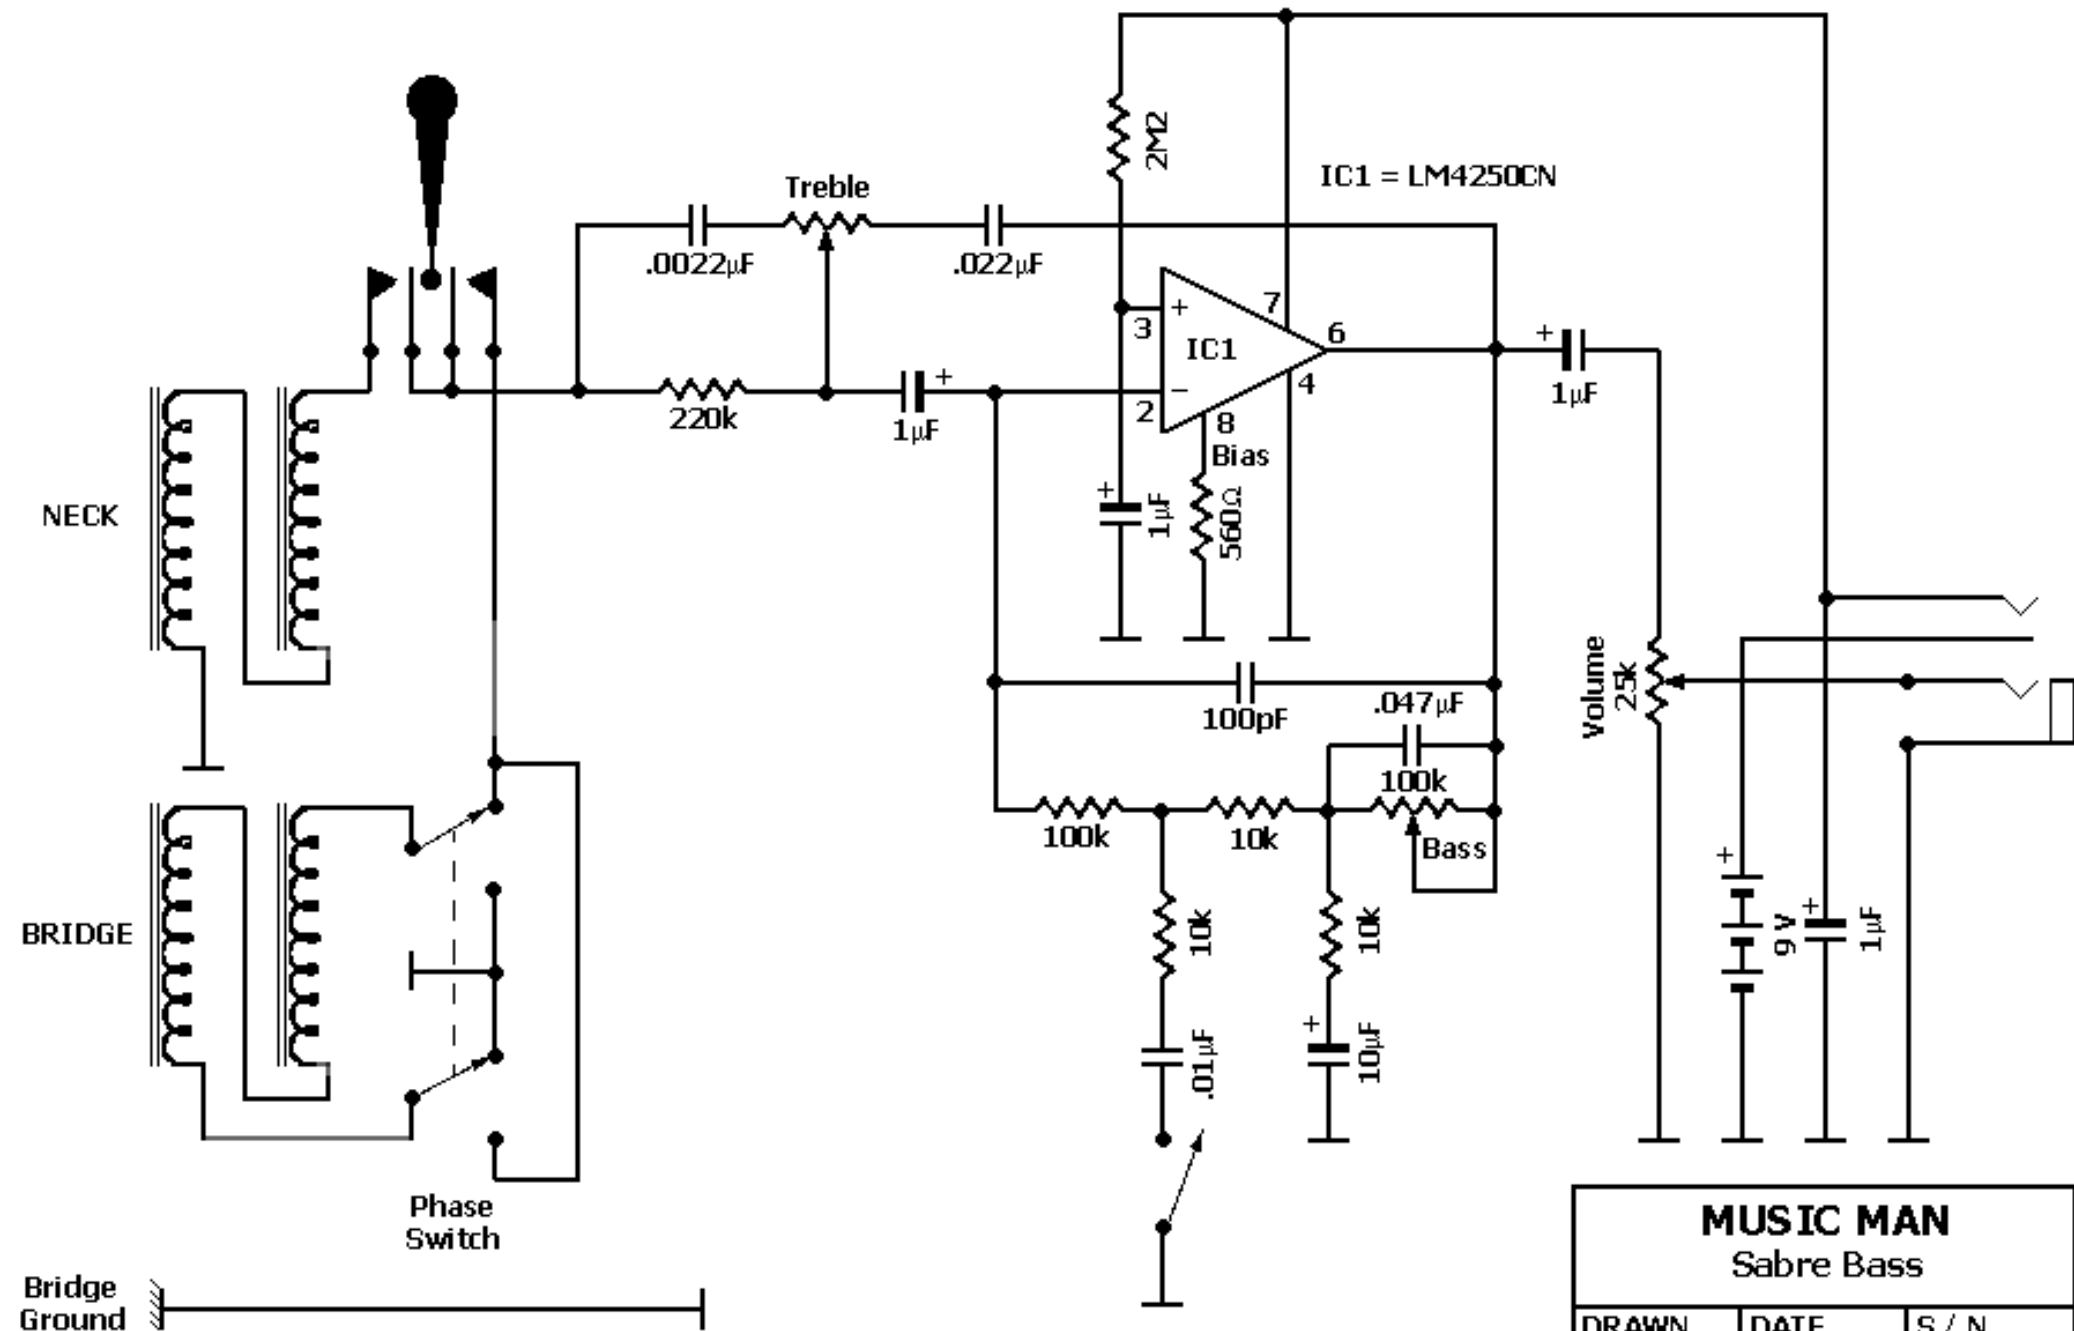 2M2
IC1 = LM4250CN
Treble
.0022µF
.022µF
+
3
7
6
IC1
+
1µF
220k
+
1µF
−
2
4
8
Bias
560Ω
+
1µF
NECK
100pF
.047µF
100k
Volume
25k
100k
10k
Bass
BRIDGE
10k
10k
+
9 V
+
1µF
.01µF
+
10µF
Phase
Switch
MUSIC MAN
Sabre Bass
Bridge
Ground
DRAWN
DATE
S / N